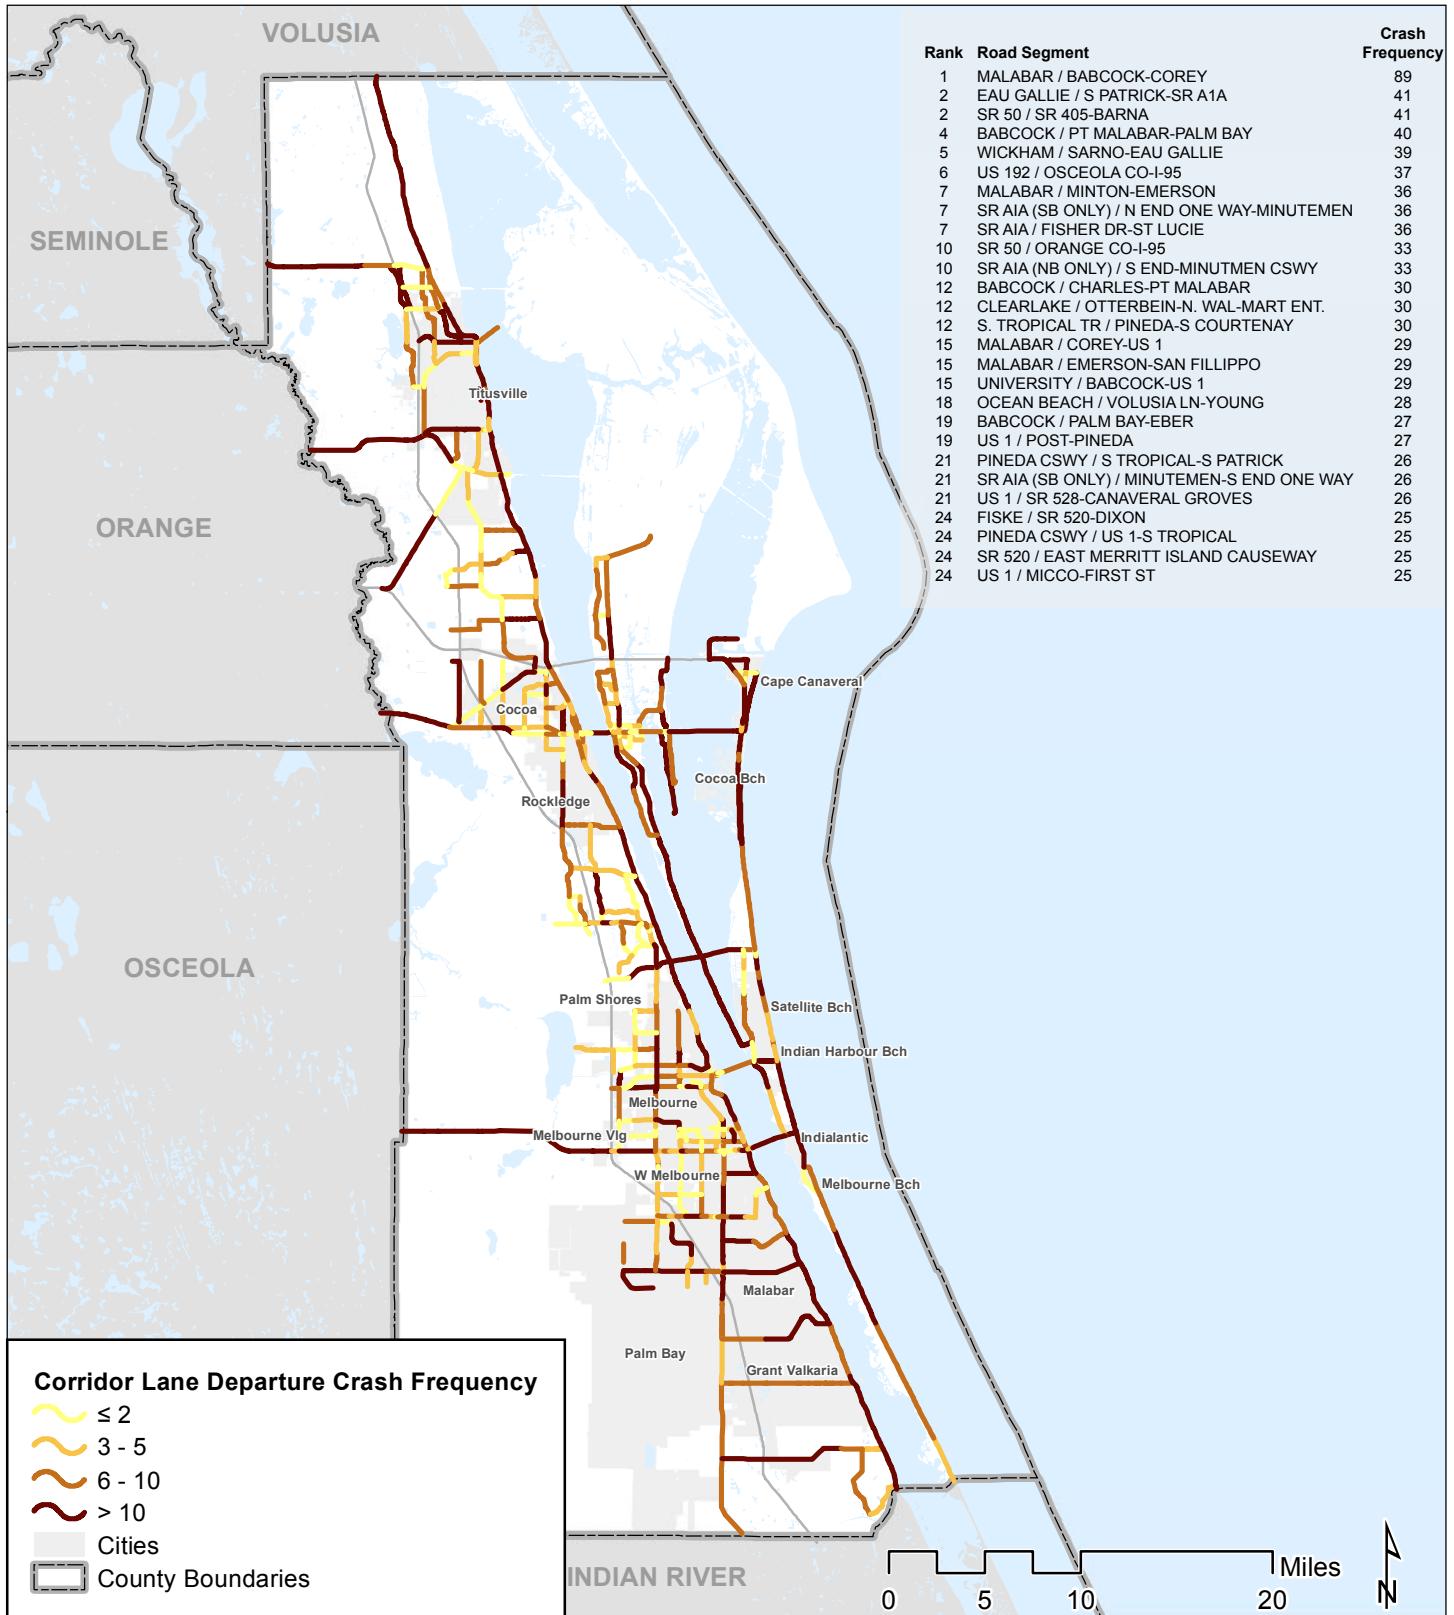 VOLUSIA
SEMINOLE
ORANGE
OSCEOLA
INDIAN RIVER
Rank Road Segment Crash Frequency
1 MALABAR / BABCOCK-COREY 89
2 EAU GALLIE / S PATRICK-SR A1A 41
2 SR 50 / SR 405-BARNA 41
4 BABCOCK / PT MALABAR-PALM BAY 40
5 WICKHAM / SARNO-EAU GALLIE 39
6 US 192 / OSCEOLA CO-I-95 37
7 MALABAR / MINTON-EMERSON 36
7 SR AIA (SB ONLY) / N END ONE WAY-MINUTEMEN 36
7 SR AIA / FISHER DR-ST LUCIE 36
10 SR 50 / ORANGE CO-I-95 33
10 SR AIA (NB ONLY) / S END-MINUTMEN CSWY 33
12 BABCOCK / CHARLES-PT MALABAR 30
12 CLEARLAKE / OTTERBEIN-N. WAL-MART ENT. 30
12 S. TROPICAL TR / PINEDA-S COURTENAY 30
15 MALABAR / COREY-US 1 29
15 MALABAR / EMERSON-SAN FILLIPPO 29
15 UNIVERSITY / BABCOCK-US 1 29
18 OCEAN BEACH / VOLUSIA LN-YOUNG 28
19 BABCOCK / PALM BAY-EBER 27
19 US 1 / POST-PINEDA 27
21 PINEDA CSWY / S TROPICAL-S PATRICK 26
21 SR AIA (SB ONLY) / MINUTEMEN-S END ONE WAY 26
21 US 1 / SR 528-CANAVERAL GROVES 26
24 FISKE / SR 520-DIXON 25
24 PINEDA CSWY / US 1-S TROPICAL 25
24 SR 520 / EAST MERRITT ISLAND CAUSEWAY 25
24 US 1 / MICCO-FIRST ST 25
Titusville
Cape Canaveral
Cocoa
Cocoa Bch
Rockledge
Palm Shores
Satellite Bch
Indian Harbour Bch
Melbourne
Melbourne Vlg
Indialantic
W Melbourne
Melbourne Bch
Malabar
Palm Bay
Grant Valkaria
Corridor Lane Departure Crash Frequency
≤ 2
3 - 5
6 - 10
> 10
Cities
County Boundaries
Miles
0 5 10 20
N